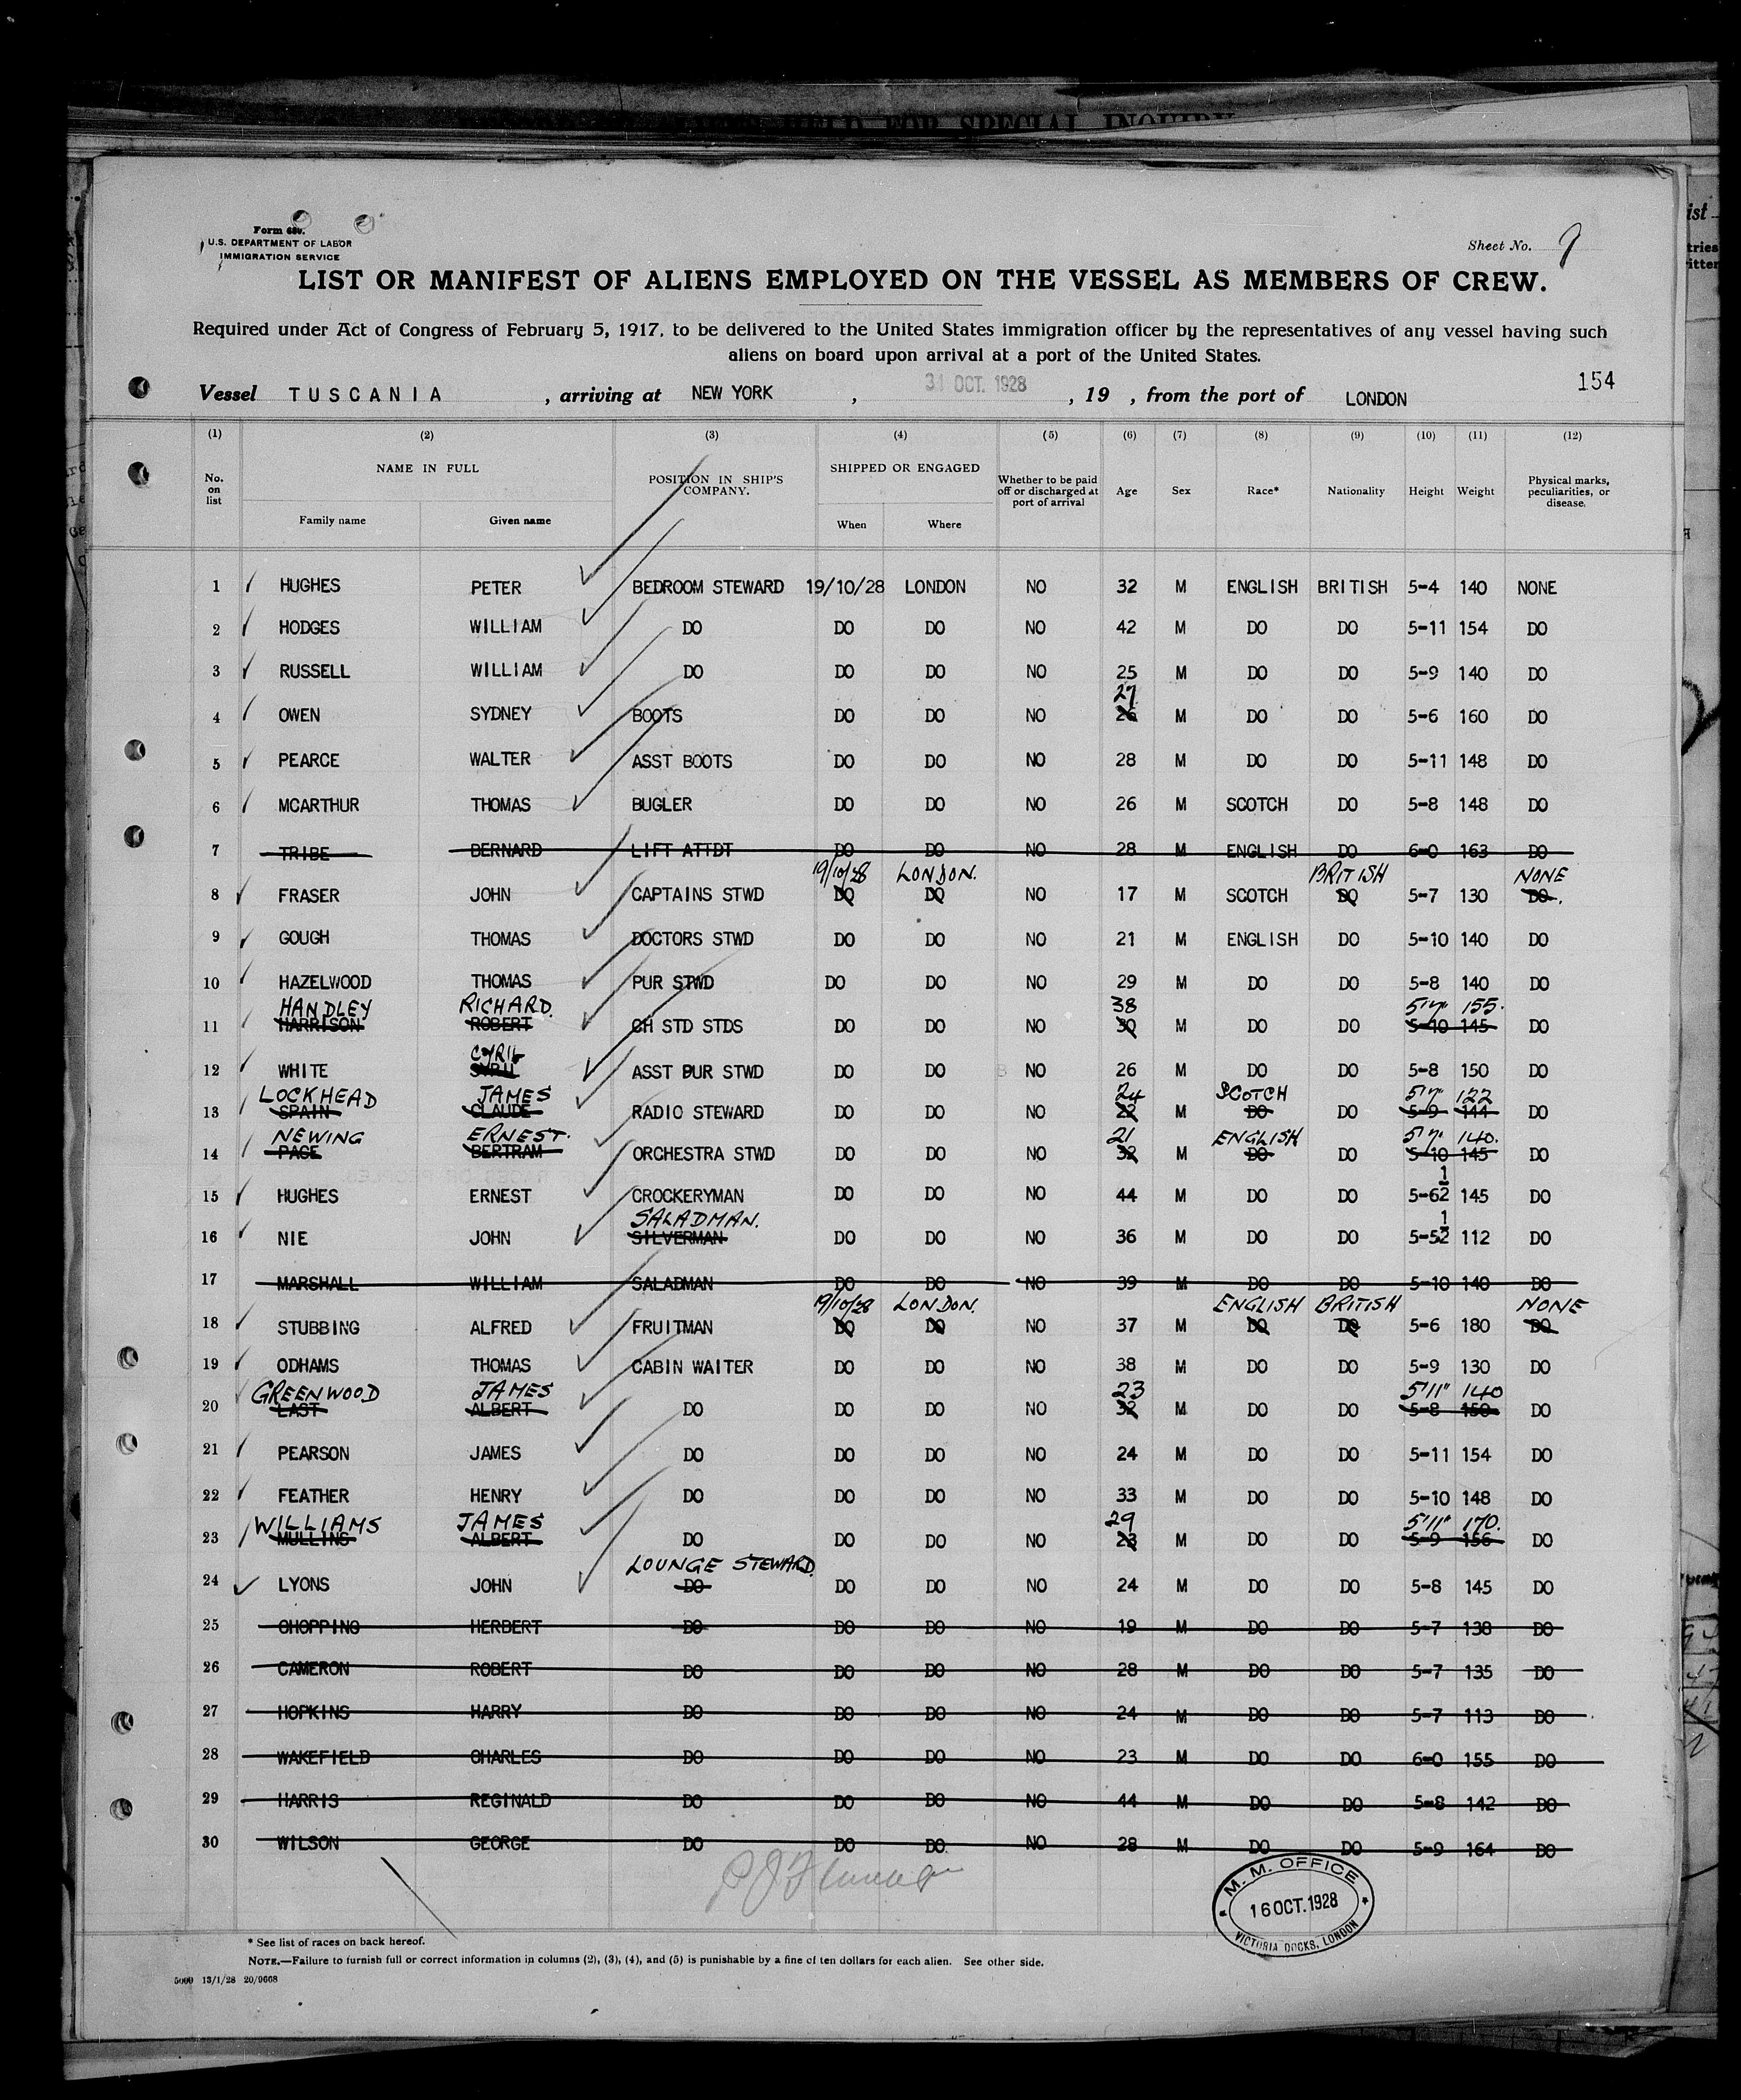 HELD FOR SPECIAL INQUIRY
Form 680.
U.S. DEPARTMENT OF LABOR
IMMIGRATION SERVICE
Sheet No. 9
LIST OR MANIFEST OF ALIENS EMPLOYED ON THE VESSEL AS MEMBERS OF CREW.
Required under Act of Congress of February 5, 1917, to be delivered to the United States immigration officer by the representatives of any vessel having such
aliens on board upon arrival at a port of the United States.
154
Vessel TUSCANIA , arriving at NEW YORK , 31 OCT. 1928 , 19 , from the port of LONDON
(1) (2) (3) (4) (5) (6) (7) (8) (9) (10) (11) (12)
No. on list NAME IN FULL Family name Given name POSITION IN SHIP'S COMPANY. SHIPPED OR ENGAGED When Where Whether to be paid off or discharged at port of arrival Age Sex Race* Nationality Height Weight Physical marks, peculiarities, or disease.
1 HUGHES PETER BEDROOM STEWARD 19/10/28 LONDON NO 32 M ENGLISH BRITISH 5-4 140 NONE
2 HODGES WILLIAM DO DO DO NO 42 M DO DO 5-11 154 DO
3 RUSSELL WILLIAM DO DO DO NO 25 M DO DO 5-9 140 DO
27
4 OWEN SYDNEY BOOTS DO DO NO 26 M DO DO 5-6 160 DO
5 PEARCE WALTER ASST BOOTS DO DO NO 28 M DO DO 5-11 148 DO
6 MCARTHUR THOMAS BUGLER DO DO NO 26 M SCOTCH DO 5-8 148 DO
7 TRIBE BERNARD LIFT ATTDT DO DO NO 28 M ENGLISH DO 6-0 163 DO
19/10/28 LONDON. BRITISH NONE
8 FRASER JOHN CAPTAINS STWD DO DO NO 17 M SCOTCH DO 5-7 130 DO.
9 GOUGH THOMAS DOCTORS STWD DO DO NO 21 M ENGLISH DO 5-10 140 DO
10 HAZELWOOD THOMAS PUR STWD DO DO NO 29 M DO DO 5-8 140 DO
HANDLEY RICHARD. 38 5'7" 155.
11 HARRISON ROBERT CH STD STDS DO DO NO 30 M DO DO 5-10 145 DO
CYRIL
12 WHITE SYRIL ASST PUR STWD DO DO NO 26 M DO DO 5-8 150 DO
LOCKHEAD JAMES 24 SCOTCH 5'7" 122
13 SPAIN CLAUDE RADIO STEWARD DO DO NO 22 M DO DO 5-9 144 DO
NEWING ERNEST. 21 ENGLISH 5'7" 140.
14 PAGE BERTRAM ORCHESTRA STWD DO DO NO 32 M DO DO 5-10 145 DO
15 HUGHES ERNEST CROCKERYMAN DO DO NO 44 M DO DO 5-6½ 145 DO
SALADMAN.
16 NIE JOHN SILVERMAN DO DO NO 36 M DO DO 5-5½ 112 DO
17 MARSHALL WILLIAM SALADMAN DO DO NO 39 M DO DO 5-10 140 DO
19/10/28 LONDON. ENGLISH BRITISH NONE
18 STUBBING ALFRED FRUITMAN DO DO NO 37 M DO DO 5-6 180 DO
19 ODHAMS THOMAS CABIN WAITER DO DO NO 38 M DO DO 5-9 130 DO
GREENWOOD JAMES 23 5'11" 140
20 LAST ALBERT DO DO DO NO 32 M DO DO 5-8 150 DO
21 PEARSON JAMES DO DO DO NO 24 M DO DO 5-11 154 DO
22 FEATHER HENRY DO DO DO NO 33 M DO DO 5-10 148 DO
WILLIAMS JAMES 29 5'11" 170.
23 MULLINS ALBERT DO DO DO NO 23 M DO DO 5-9 156 DO
LOUNGE STEWARD.
24 LYONS JOHN DO DO DO NO 24 M DO DO 5-8 145 DO
25 CHOPPING HERBERT DO DO DO NO 19 M DO DO 5-7 138 DO
26 CAMERON ROBERT DO DO DO NO 28 M DO DO 5-7 135 DO
27 HOPKINS HARRY DO DO DO NO 24 M DO DO 5-7 113 DO
28 WAKEFIELD CHARLES DO DO DO NO 23 M DO DO 6-0 155 DO
29 HARRIS REGINALD DO DO DO NO 44 M DO DO 5-8 142 DO
30 WILSON GEORGE DO DO DO. NO 28 M DO DO 5-9 164 DO
M. M. OFFICE
16 OCT. 1928
VICTORIA DOCKS, LONDON
* See list of races on back hereof.
NOTE.—Failure to furnish full or correct information in columns (2), (3), (4), and (5) is punishable by a fine of ten dollars for each alien. See other side.
5000 13/1/28 20/9668